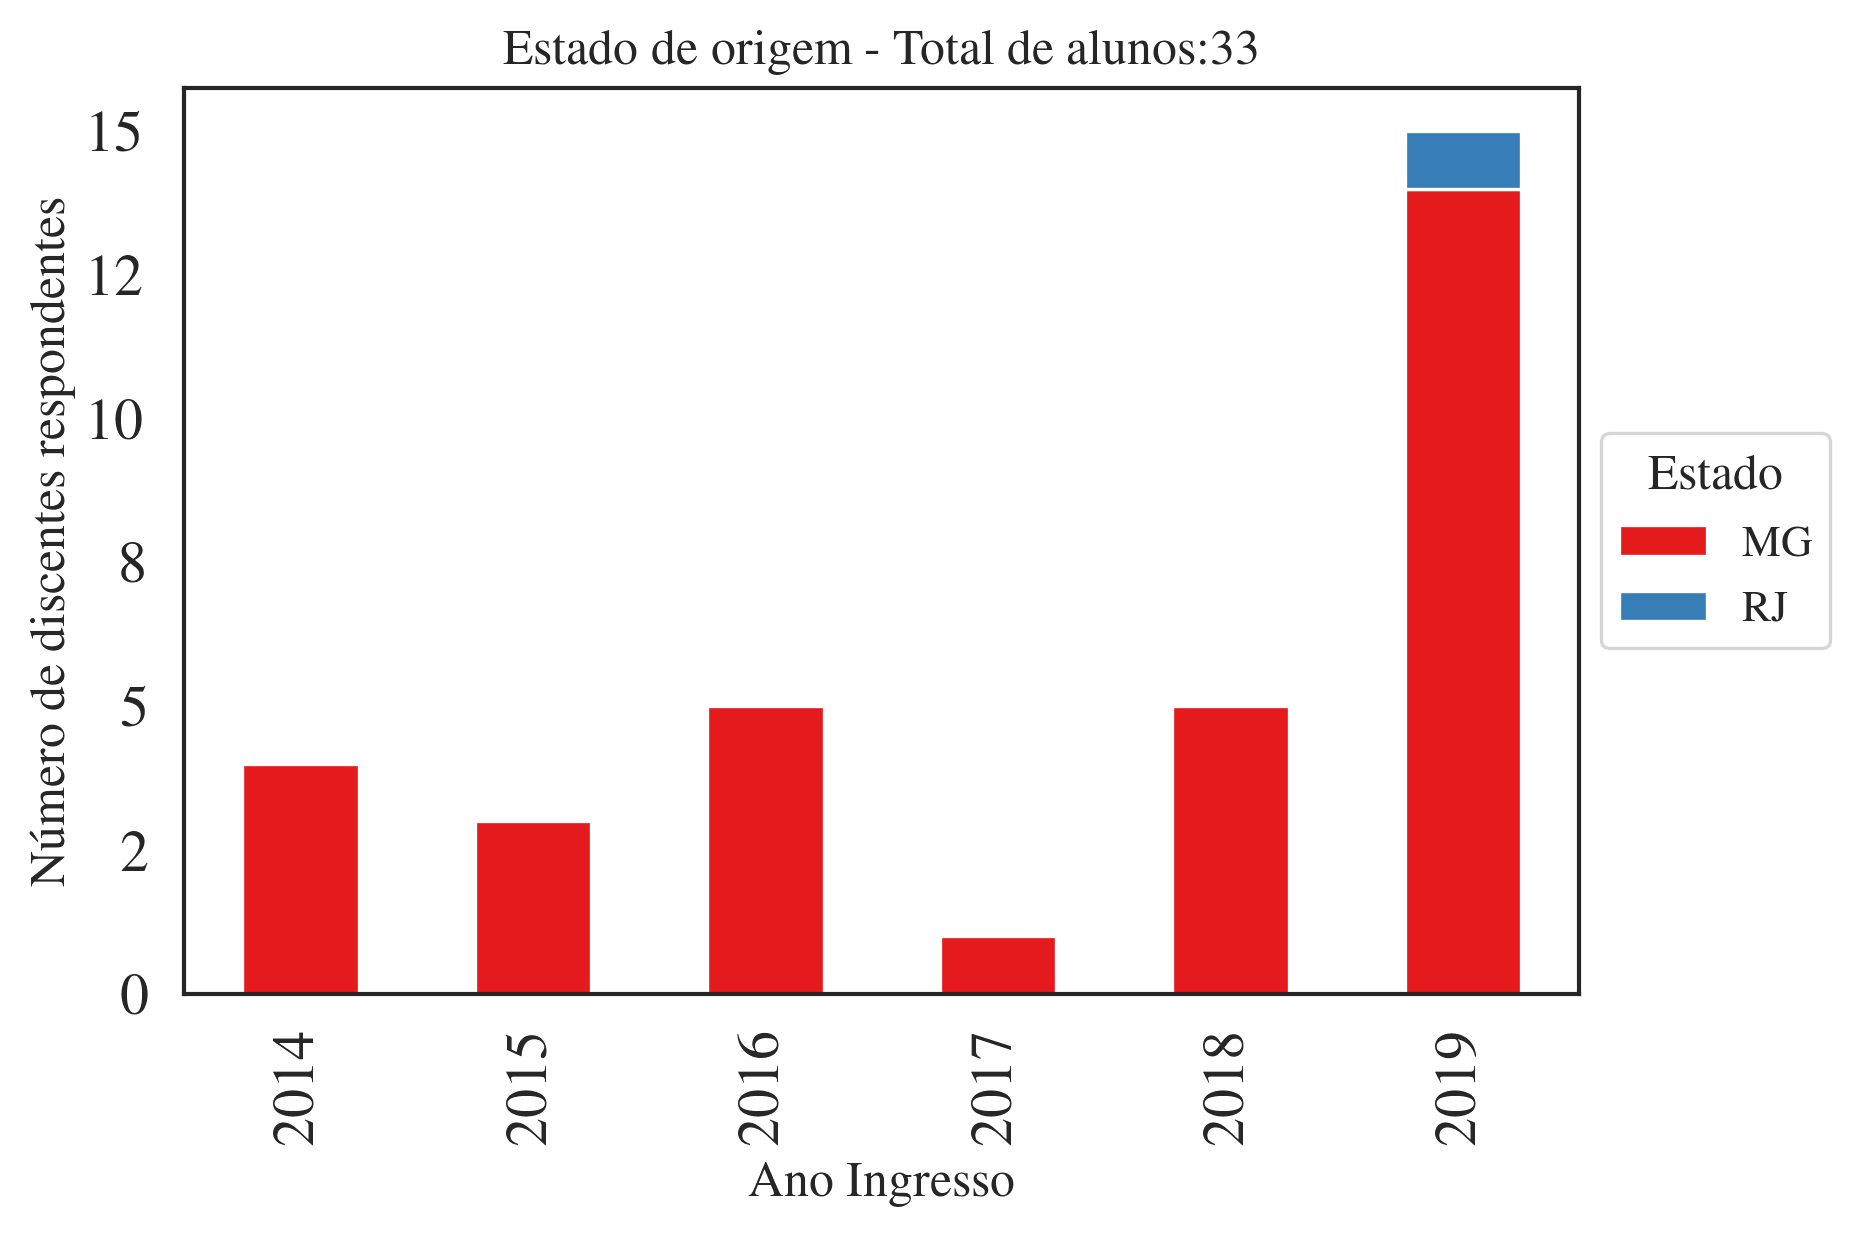 Estado de origem - Total de alunos:33
Número de discentes respondentes
15
12
10
8
5
2
0
2014
2015
2016
2017
2018
2019
Ano Ingresso
Estado
MG
RJ